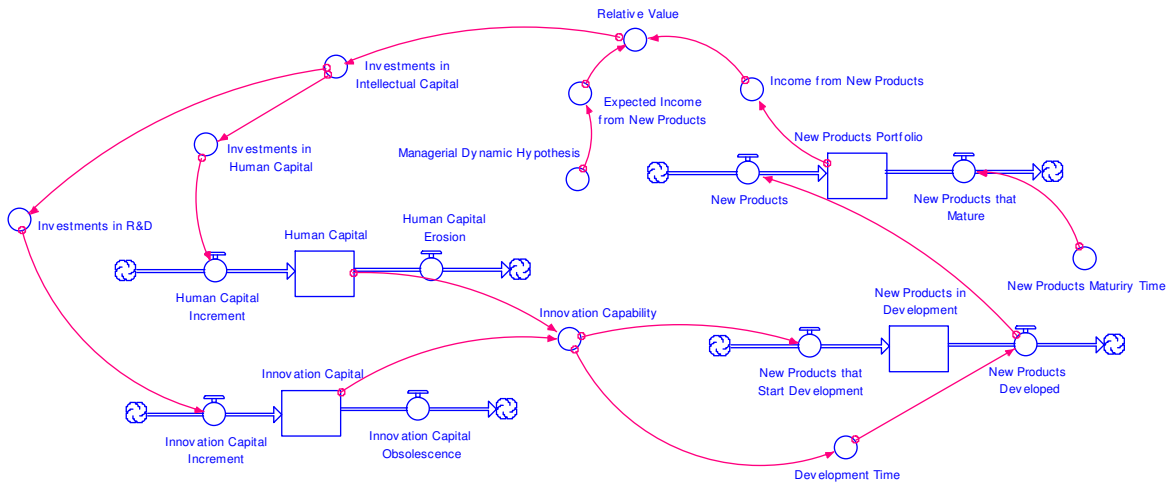 Relative Value
Investments in
Intellectual Capital
Income from New Products
Expected Income
from New Products
New Products Portfolio
Investments in
Human Capital
Managerial Dynamic Hypothesis
New Products
New Products that
Mature
Investments in R&D
Human Capital
Human Capital
Erosion
New Products Maturiry Time
Human Capital
Increment
New Products in
Development
Innovation Capability
New Products that
Start Development
New Products
Developed
Innovation Capital
Innovation Capital
Increment
Innovation Capital
Obsolescence
Development Time